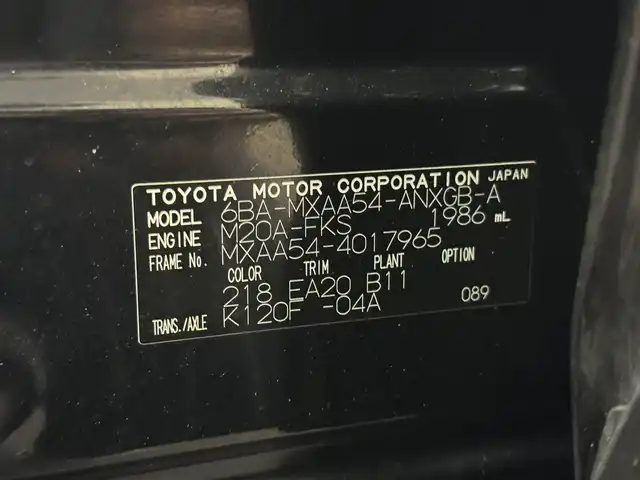 TOYOTA MOTOR CORPORATION JAPAN
MODEL 6BA-MXAA54-ANXGB-A
ENGINE M20A-FKS 1986 mL
FRAME No. MXAA54-4017965
COLOR TRIM PLANT OPTION
218 EA20 B11
TRANS./AXLE K120F -04A 089